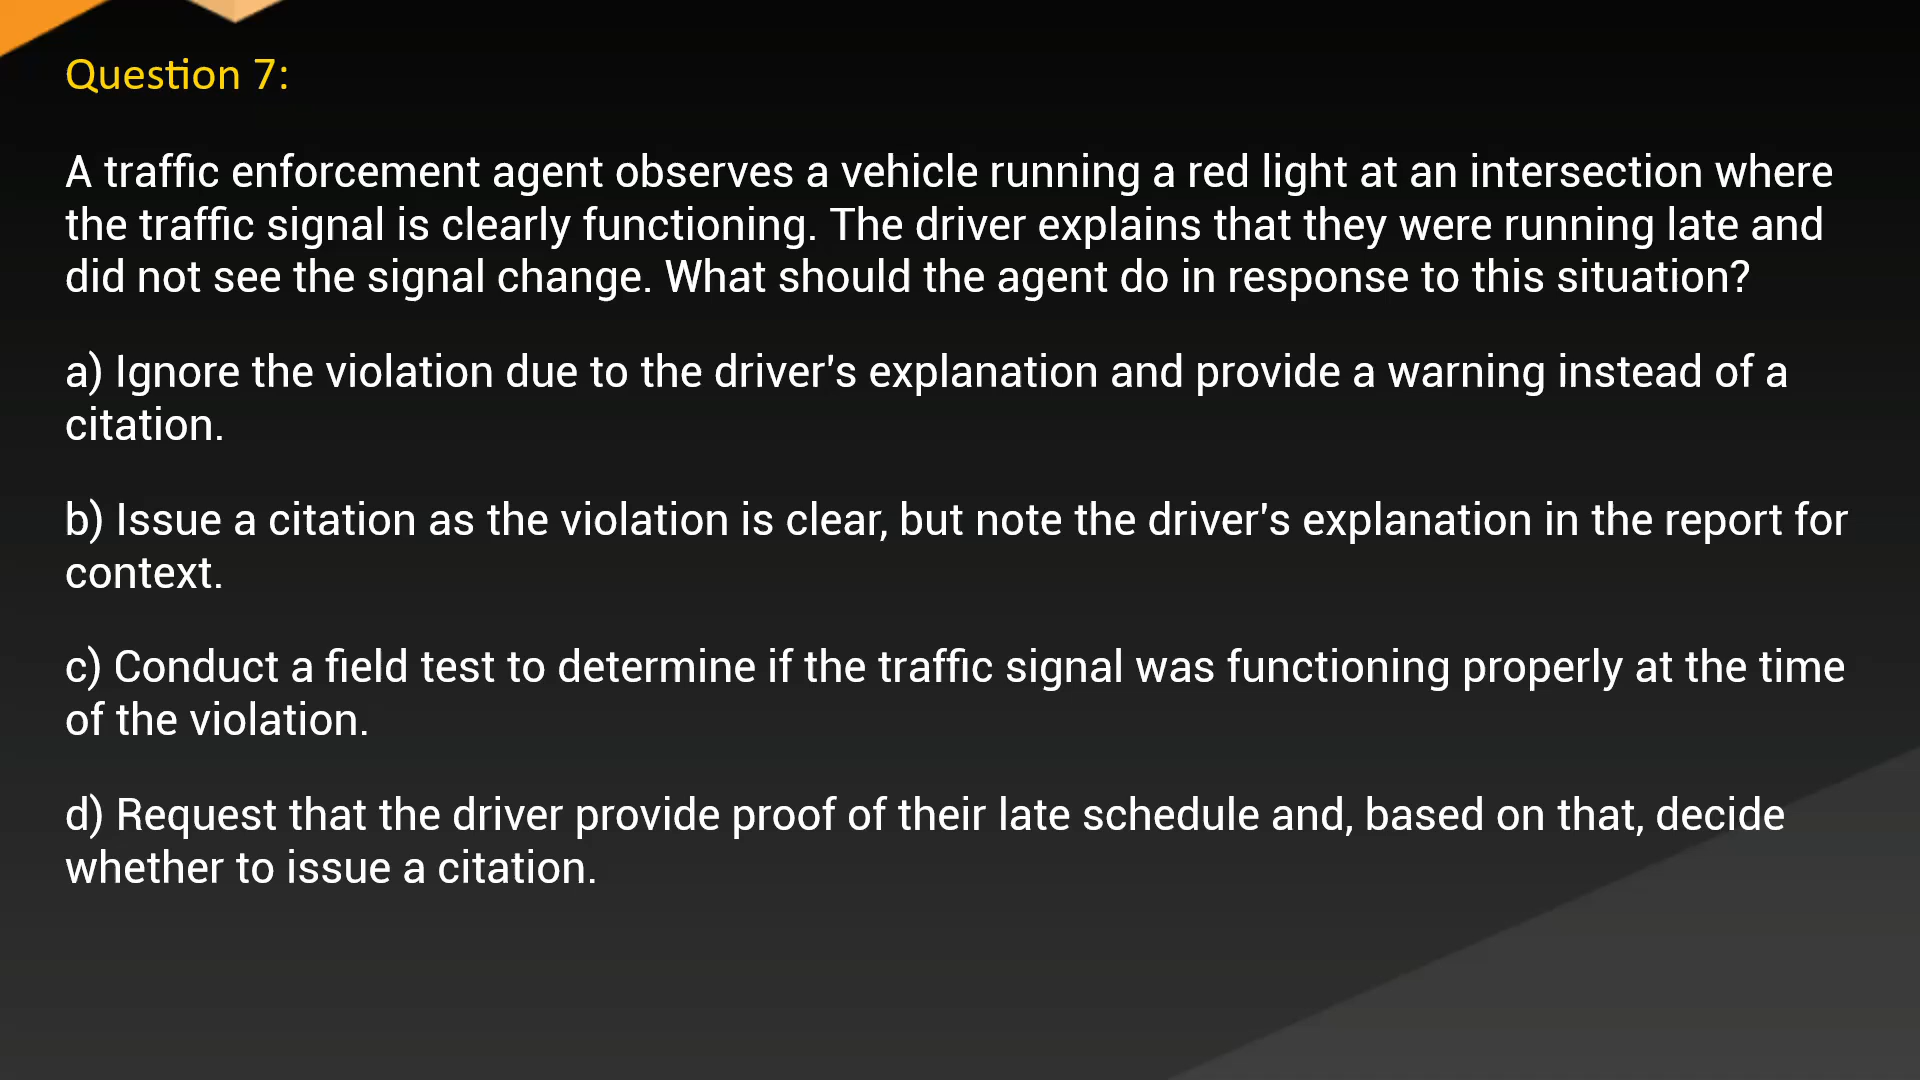 Question 7:
A traffic enforcement agent observes a vehicle running a red light at an intersection where
the traffic signal is clearly functioning. The driver explains that they were running late and
did not see the signal change. What should the agent do in response to this situation?
a) Ignore the violation due to the driver's explanation and provide a warning instead of a
citation.
b) Issue a citation as the violation is clear, but note the driver's explanation in the report for
context.
c) Conduct a field test to determine if the traffic signal was functioning properly at the time
of the violation.
d) Request that the driver provide proof of their late schedule and, based on that, decide
whether to issue a citation.